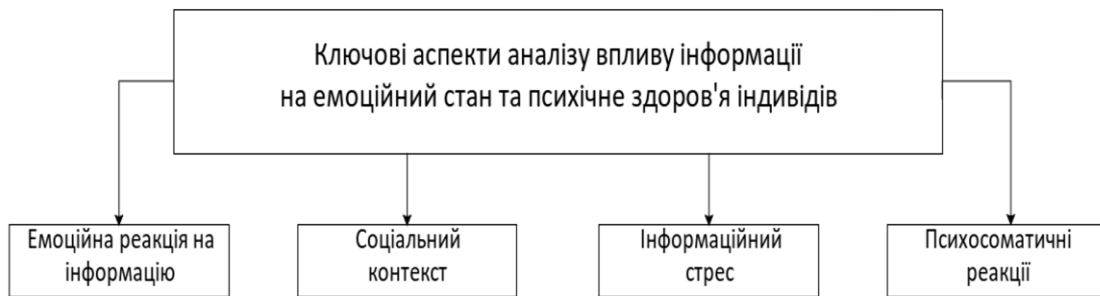 Ключові аспекти аналізу впливу інформації
на емоційний стан та психічне здоров'я індивідів
Емоційна реакція на
інформацію
Соціальний
контекст
Інформаційний
стрес
Психосоматичні
реакції